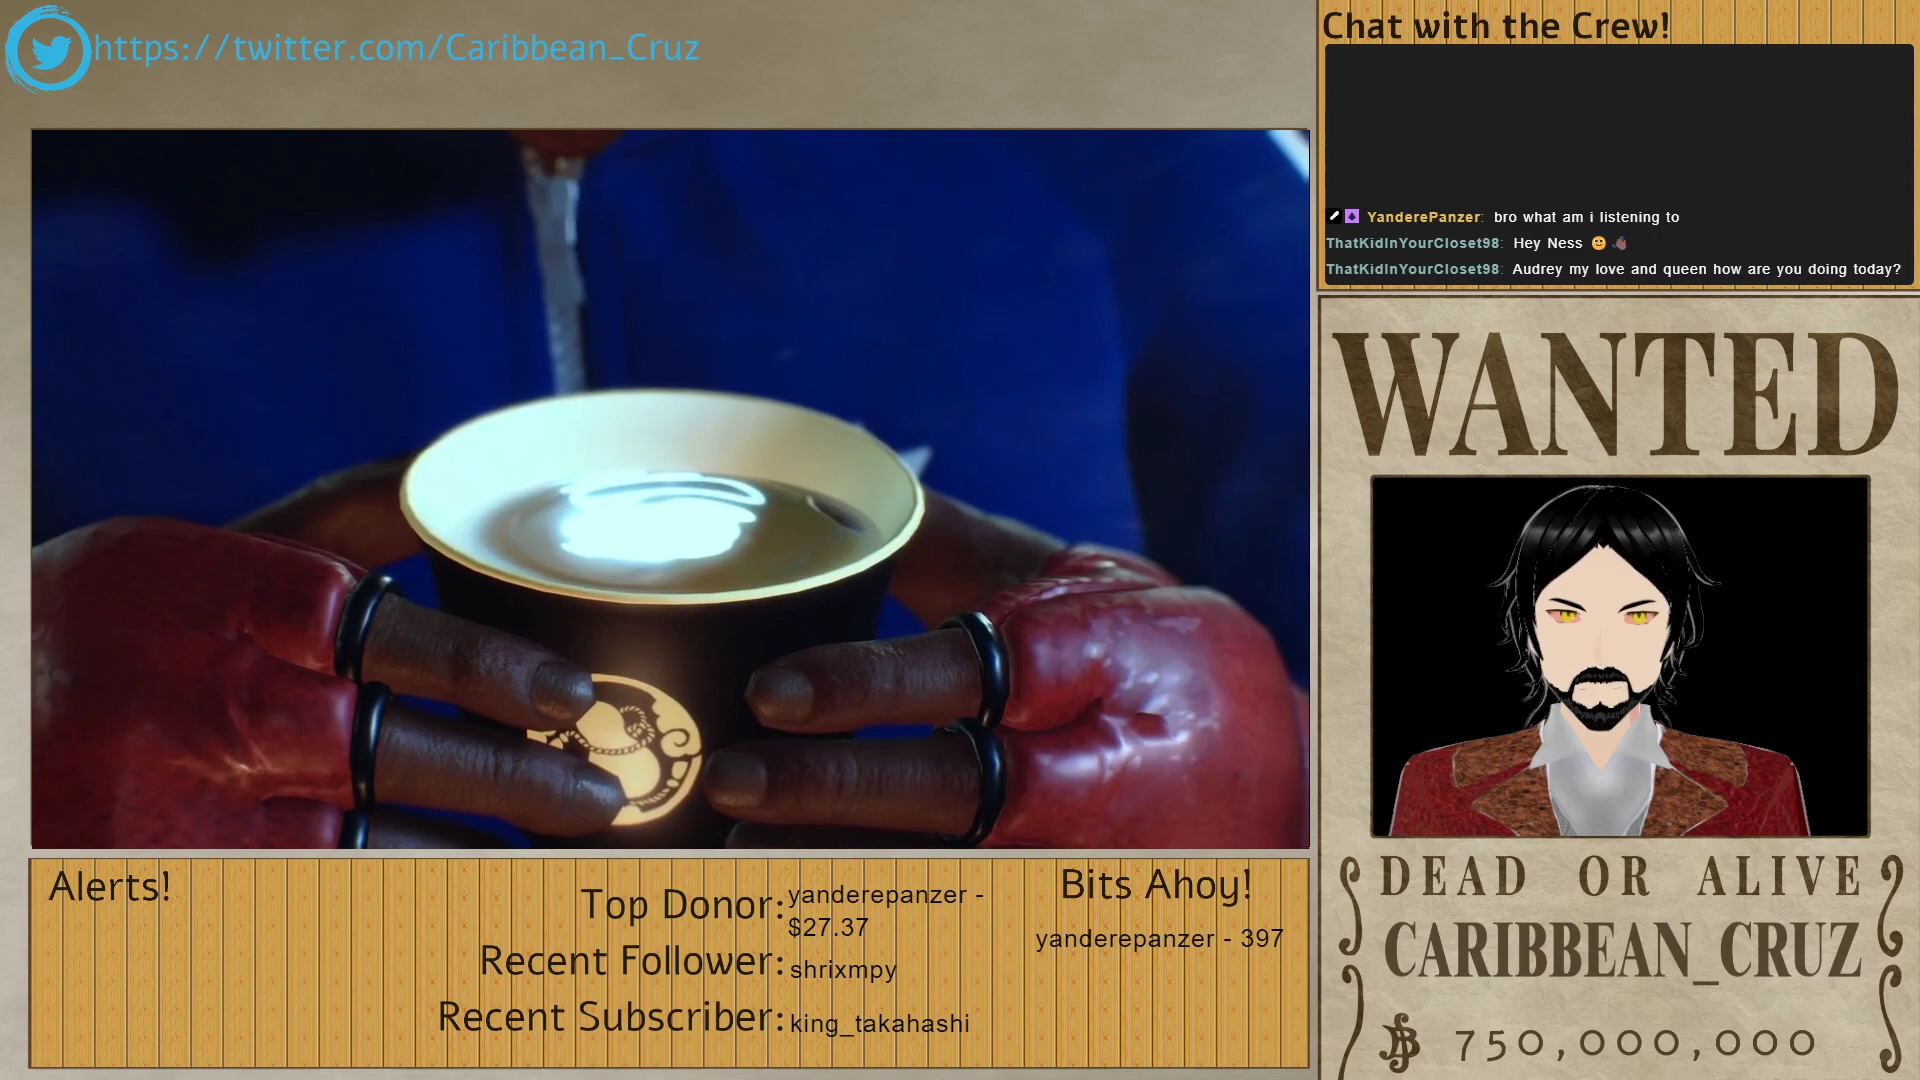 https://twitter.com/Caribbean_Cruz
Chat with the Crew!
YanderePanzer: bro what am i listening to
ThatKidInYourCloset98: Hey Ness
ThatKidInYourCloset98: Audrey my love and queen how are you doing today?
WANTED
DEAD OR ALIVE
CARIBBEAN_CRUZ
750,000,000
Alerts!
Top Donor: yanderepanzer -
$27.37
Recent Follower: shrixmpy
Recent Subscriber: king_takahashi
Bits Ahoy!
yanderepanzer - 397